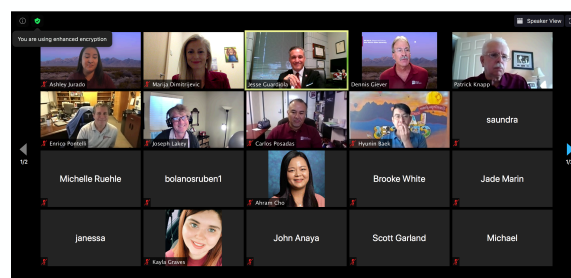 Speaker View
You are using enhanced encryption
Ashley Jurado
Marija Dimitrijevic
Jesse Guardiola
Dennis Giever
Patrick Knapp
Enrico Pontelli
Joseph Lakey
Carlos Posadas
Hyunin Baek
saundra
1/2
Michelle Ruehle
bolanosruben1
Ahram Cho
Brooke White
Jade Marin
janessa
Kayla Graves
John Anaya
Scott Garland
Michael